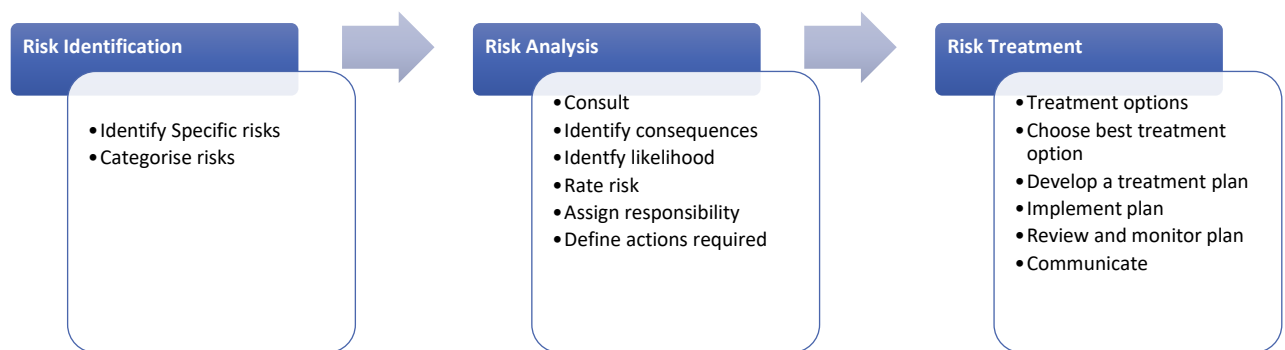 Risk Identification
• Identify Specific risks
• Categorise risks
Risk Analysis
• Consult
• Identify consequences
• Identfy likelihood
• Rate risk
• Assign responsibility
• Define actions required
Risk Treatment
• Treatment options
• Choose best treatment
option
• Develop a treatment plan
• Implement plan
• Review and monitor plan
• Communicate